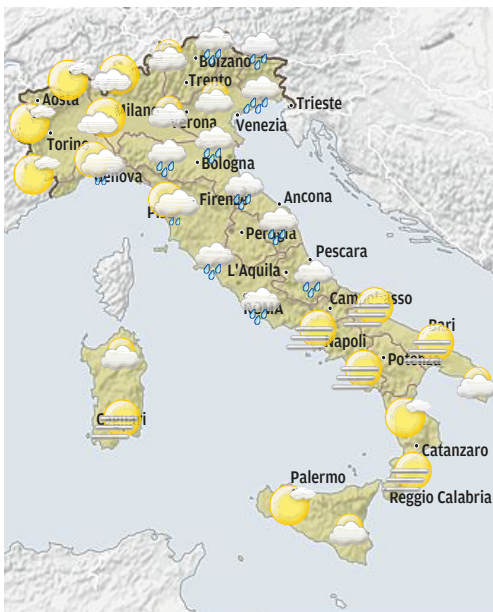 Bolzano
Trento
Aosta
Milano
Trieste
Verona
Venezia
Torino
Bologna
Genova
Firenze
Ancona
Perugia
Pescara
L'Aquila
ROMA
Campobasso
Bari
Napoli
Potenza
Cagliari
Catanzaro
Palermo
Reggio Calabria